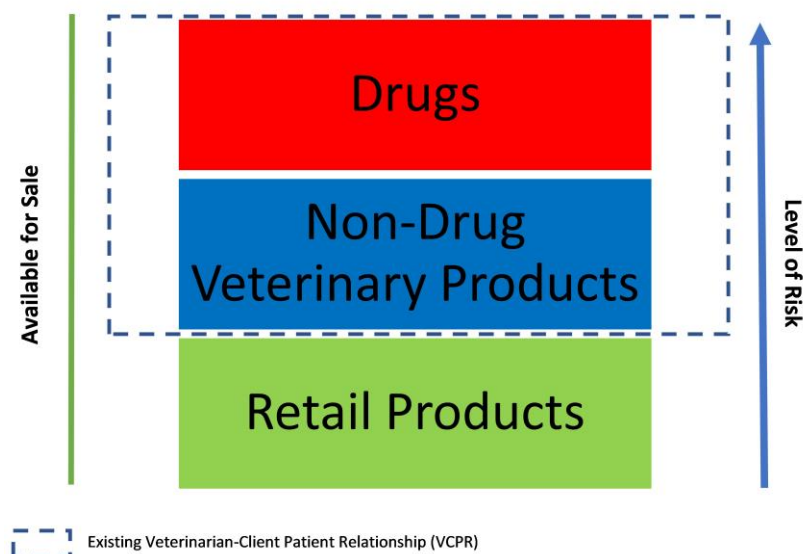 Available for Sale
Drugs
Non-Drug
Veterinary Products
Retail Products
Level of Risk
Existing Veterinarian-Client Patient Relationship (VCPR)